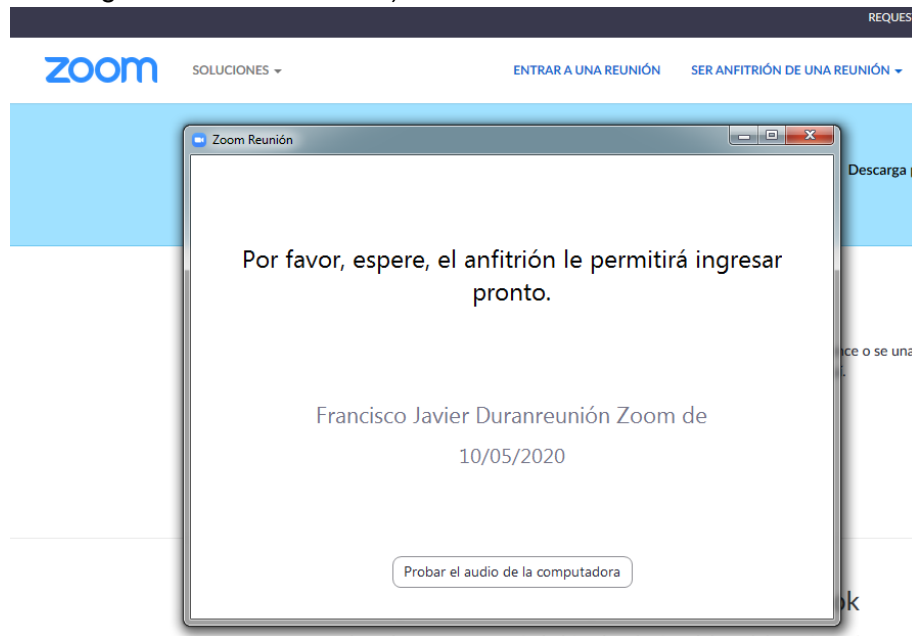 REQUES
zoom SOLUCIONES ENTRAR A UNA REUNIÓN SER ANFITRIÓN DE UNA REUNIÓN
Zoom Reunión
Descarga
Por favor, espere, el anfitrión le permitirá ingresar
pronto.
nce o se una
Francisco Javier Duranreunión Zoom de
10/05/2020
Probar el audio de la computadora
ok